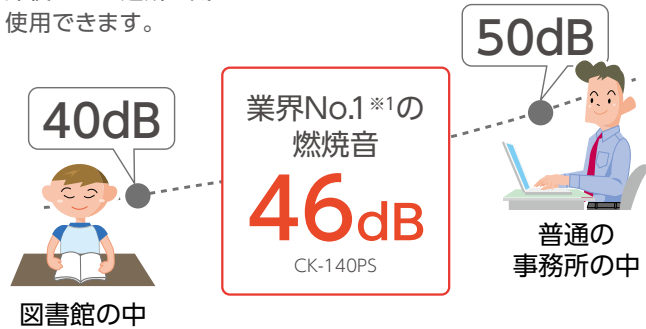 使用できます。
40dB
図書館の中
業界No.1※1の
燃焼音
46dB
CK-140PS
50dB
普通の
事務所の中